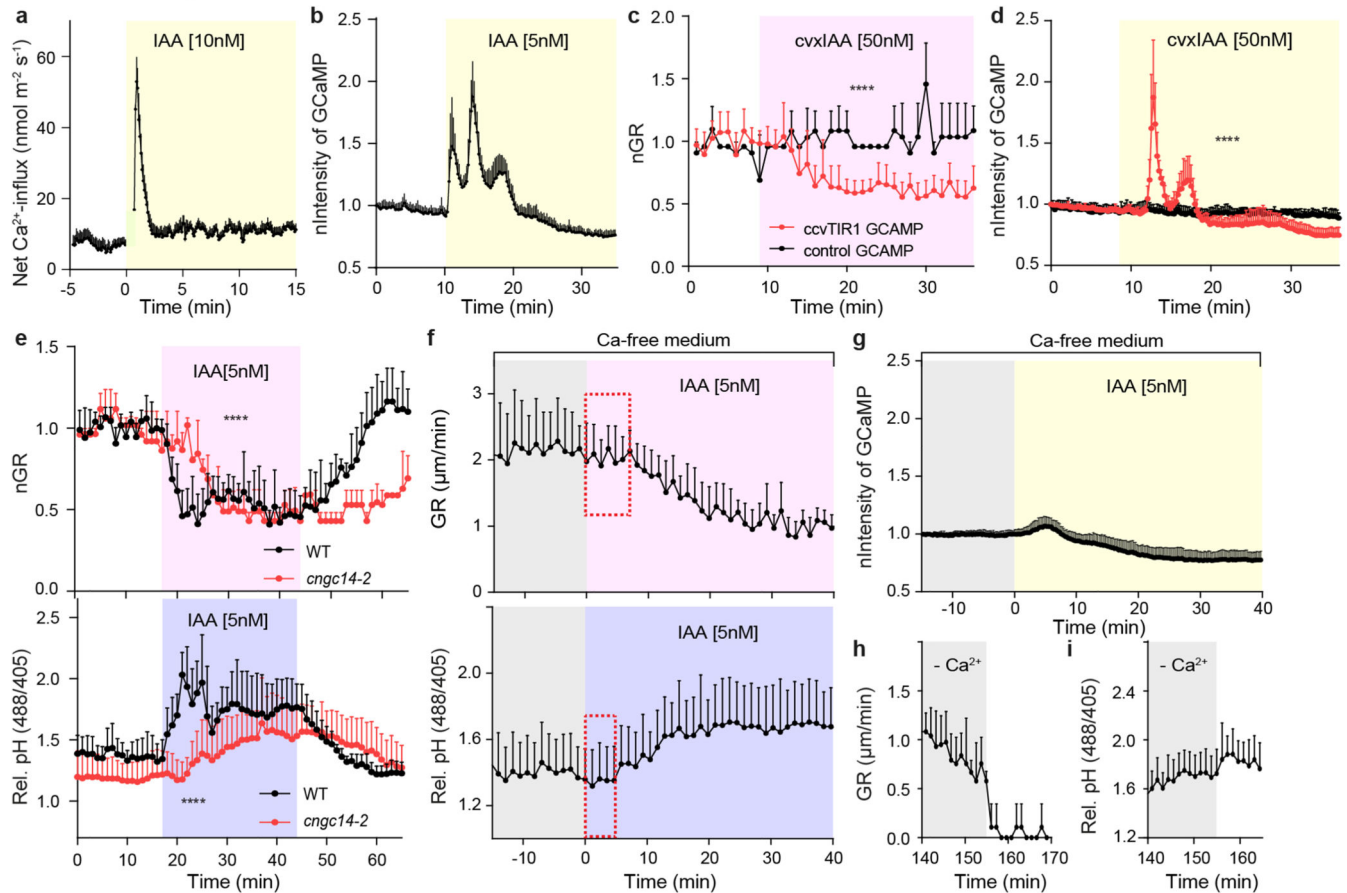 a
IAA [10nM]
Net Ca²⁺-influx (nmol m⁻² s⁻¹)
60
40
20
10
0
-5
0
5
10
15
Time (min)
b
IAA [5nM]
nIntensity of GCaMP
2.5
2.0
1.5
1.0
0.5
0
10
20
30
Time (min)
c
cvxIAA [50nM]
****
nGR
2.0
1.5
1.0
0.5
0.0
ccvTIR1 GCAMP
control GCAMP
0
10
20
30
Time (min)
d
cvxIAA [50nM]
****
nIntensity of GCaMP
2.5
2.0
1.5
1.0
0.5
0
10
20
30
Time (min)
e
IAA[5nM]
****
nGR
1.5
1.0
0.5
0.0
WT
cngc14-2
IAA [5nM]
****
Rel. pH (488/405)
2.5
2.0
1.5
1.0
WT
cngc14-2
0
10
20
30
40
50
60
Time (min)
f
Ca-free medium
IAA [5nM]
GR (µm/min)
3
2
1
0
IAA [5nM]
Rel. pH (488/405)
2.0
1.6
1.2
-10
0
10
20
30
40
Time (min)
g
Ca-free medium
IAA [5nM]
nIntensity of GCaMP
2.5
2.0
1.5
1.0
0.5
-10
0
10
20
30
40
Time (min)
h
- Ca²⁺
GR (µm/min)
1.5
1.0
0.5
0.0
140
150
160
170
Time (min)
i
- Ca²⁺
Rel. pH (488/405)
2.8
2.4
2.0
1.6
1.2
140
150
160
Time (min)